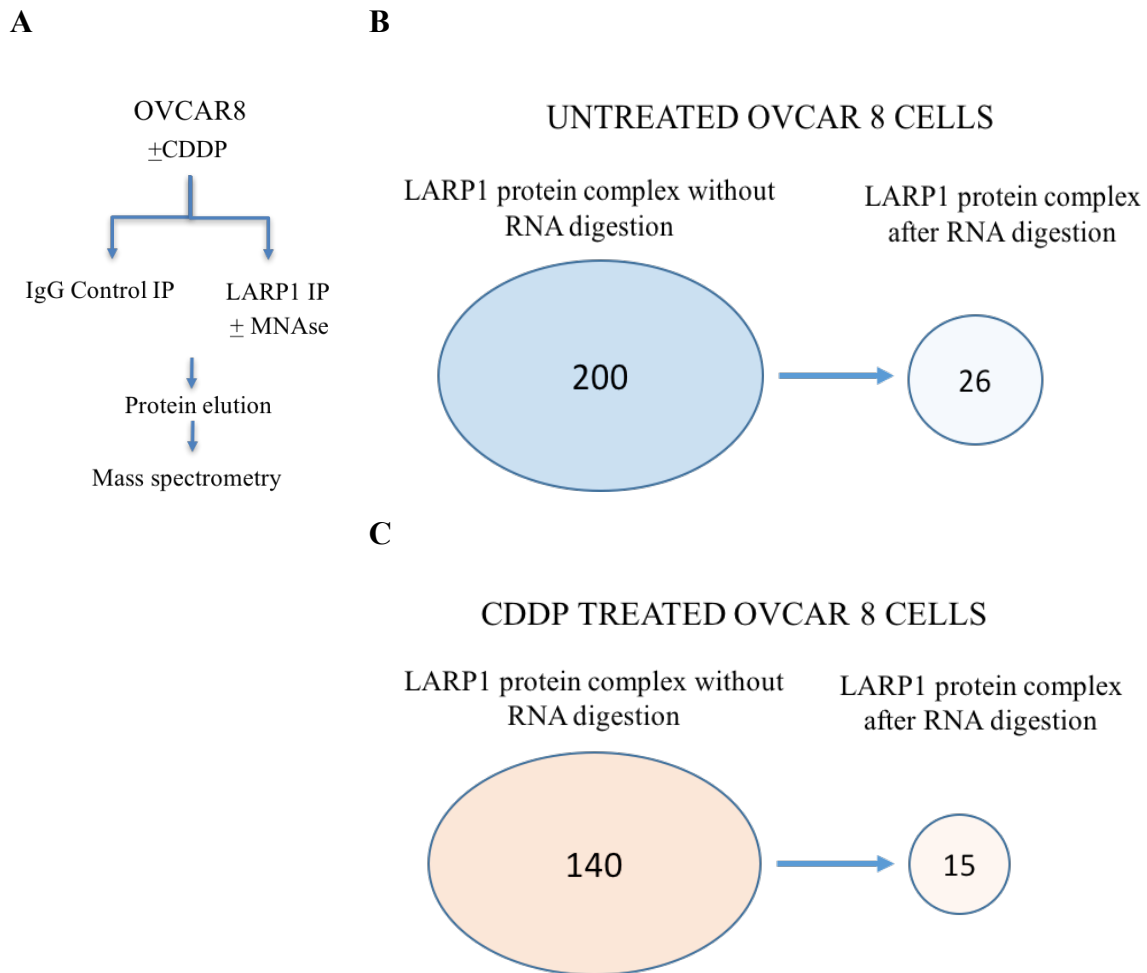 A
OVCAR8
±CDDP
IgG Control IP
LARP1 IP
± MNAse
Protein elution
Mass spectrometry
B
UNTREATED OVCAR 8 CELLS
LARP1 protein complex without
RNA digestion
LARP1 protein complex
after RNA digestion
200
26
C
CDDP TREATED OVCAR 8 CELLS
LARP1 protein complex without
RNA digestion
LARP1 protein complex
after RNA digestion
140
15